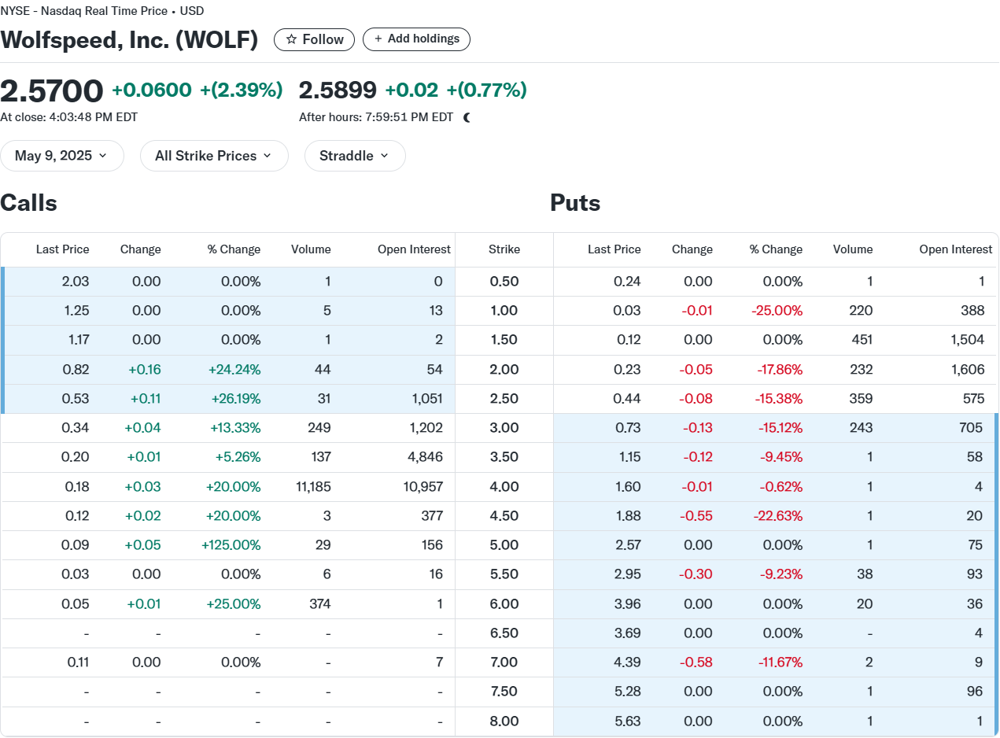 NYSE - Nasdaq Real Time Price • USD
Wolfspeed, Inc. (WOLF) Follow + Add holdings
2.5700 +0.0600 +(2.39%) 2.5899 +0.02 +(0.77%)
At close: 4:03:48 PM EDT After hours: 7:59:51 PM EDT
May 9, 2025 All Strike Prices Straddle
Calls Puts
Last Price Change % Change Volume Open Interest Strike Last Price Change % Change Volume Open Interest
2.03 0.00 0.00% 1 0 0.50 0.24 0.00 0.00% 1 1
1.25 0.00 0.00% 5 13 1.00 0.03 -0.01 -25.00% 220 388
1.17 0.00 0.00% 1 2 1.50 0.12 0.00 0.00% 451 1,504
0.82 +0.16 +24.24% 44 54 2.00 0.23 -0.05 -17.86% 232 1,606
0.53 +0.11 +26.19% 31 1,051 2.50 0.44 -0.08 -15.38% 359 575
0.34 +0.04 +13.33% 249 1,202 3.00 0.73 -0.13 -15.12% 243 705
0.20 +0.01 +5.26% 137 4,846 3.50 1.15 -0.12 -9.45% 1 58
0.18 +0.03 +20.00% 11,185 10,957 4.00 1.60 -0.01 -0.62% 1 4
0.12 +0.02 +20.00% 3 377 4.50 1.88 -0.55 -22.63% 1 20
0.09 +0.05 +125.00% 29 156 5.00 2.57 0.00 0.00% 1 75
0.03 0.00 0.00% 6 16 5.50 2.95 -0.30 -9.23% 38 93
0.05 +0.01 +25.00% 374 1 6.00 3.96 0.00 0.00% 20 36
- - - - - 6.50 3.69 0.00 0.00% - 4
0.11 0.00 0.00% - 7 7.00 4.39 -0.58 -11.67% 2 9
- - - - - 7.50 5.28 0.00 0.00% 1 96
- - - - - 8.00 5.63 0.00 0.00% 1 1